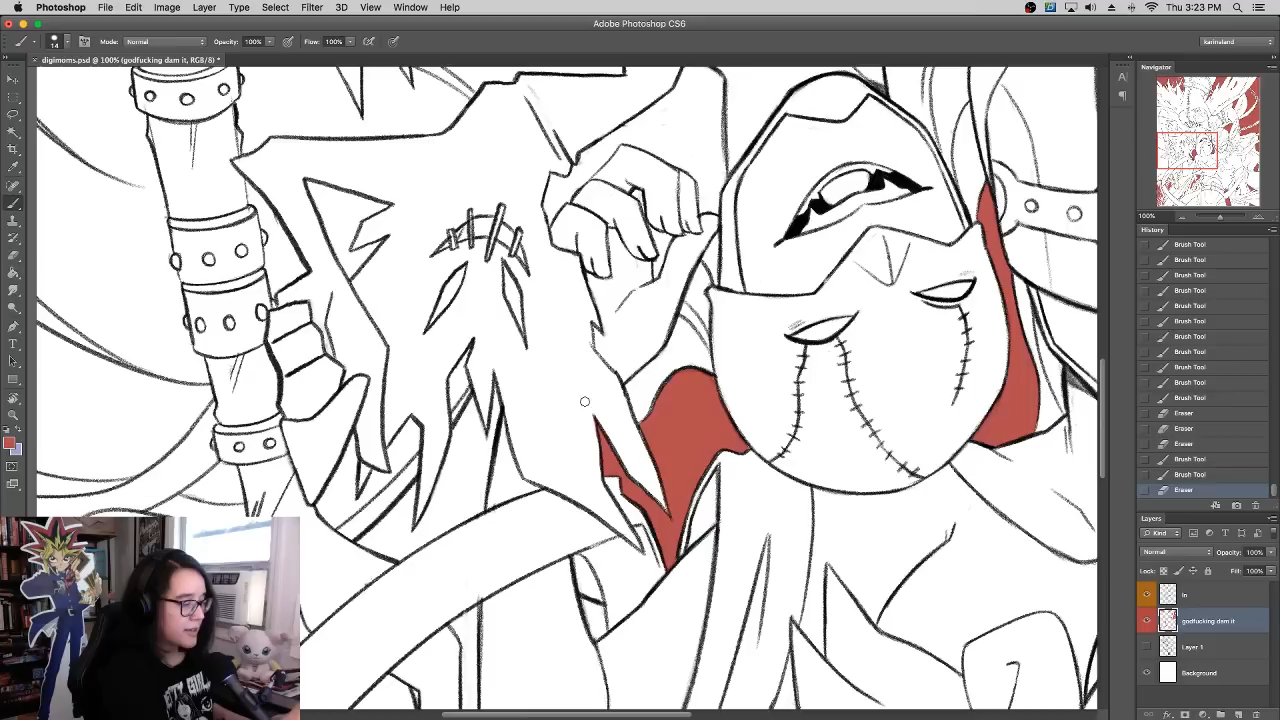 Photoshop File Edit Image Layer Type Select Filter 3D View Window Help
Thu 3:23 PM
Adobe Photoshop CS6
14 Mode: Normal Opacity: 100% Flow: 100%
karinsland
× digimoms.psd @ 100% (godfucking dam it, RGB/8) *
Navigator
100%
History
Brush Tool
Brush Tool
Brush Tool
Brush Tool
Brush Tool
Brush Tool
Brush Tool
Brush Tool
Brush Tool
Brush Tool
Brush Tool
Eraser
Eraser
Eraser
Brush Tool
Brush Tool
Eraser
Layers
Kind
Normal Opacity: 100%
Lock: Fill: 100%
ln
godfucking dam it
Layer 1
Background